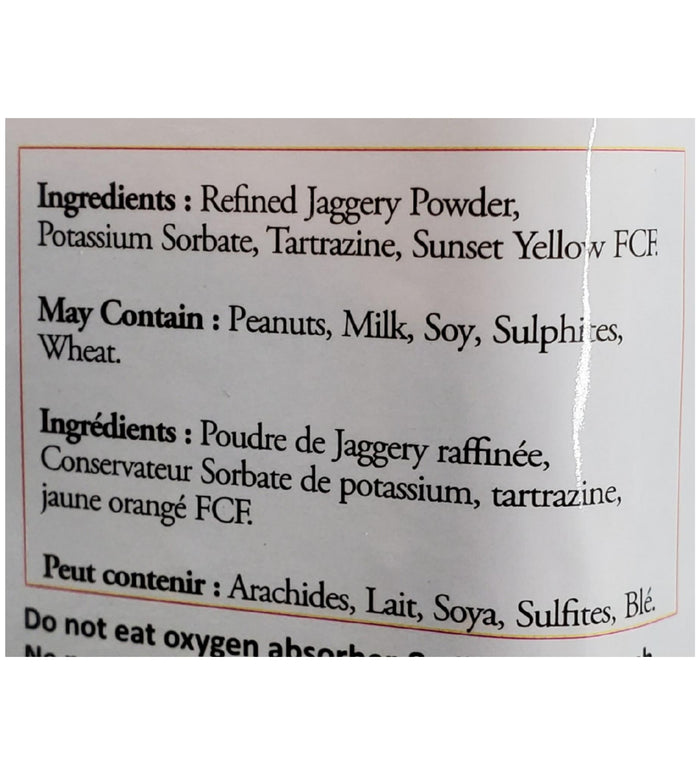 Ingredients : Refined Jaggery Powder,
Potassium Sorbate, Tartrazine, Sunset Yellow FCF.
May Contain : Peanuts, Milk, Soy, Sulphites,
Wheat.
Ingrédients : Poudre de Jaggery raffinée,
Conservateur Sorbate de potassium, tartrazine,
jaune orangé FCF.
Peut contenir : Arachides, Lait, Soya, Sulfites, Blé.
Do not eat oxygen